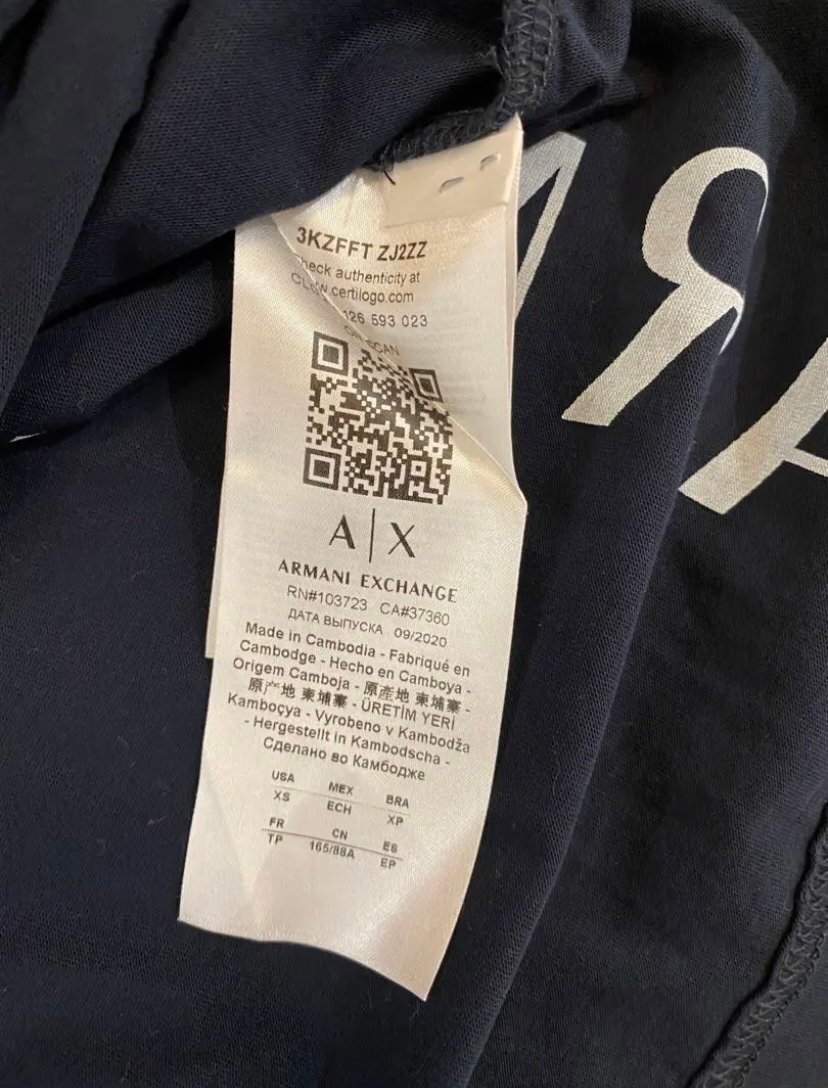 3KZFFT ZJ2ZZ
authenticity at
certilogo.com
126 593 023
SCAN
A|X
ARMANI EXCHANGE
RN#103723 CA#37360
ДАТА ВЫПУСКА 09/2020
Made in Cambodia - Fabriqué en
Cambodge - Hecho en Camboya -
Origem Camboja - 原產地 柬埔寨 -
原产地 柬埔寨 - ÜRETİM YERİ
Kamboçya - Vyrobeno v Kambodža
- Hergestellt in Kambodscha -
Сделано во Камбодже
USA MEX BRA
XS ECH XP
FR CN ES
TP 165/88A EP